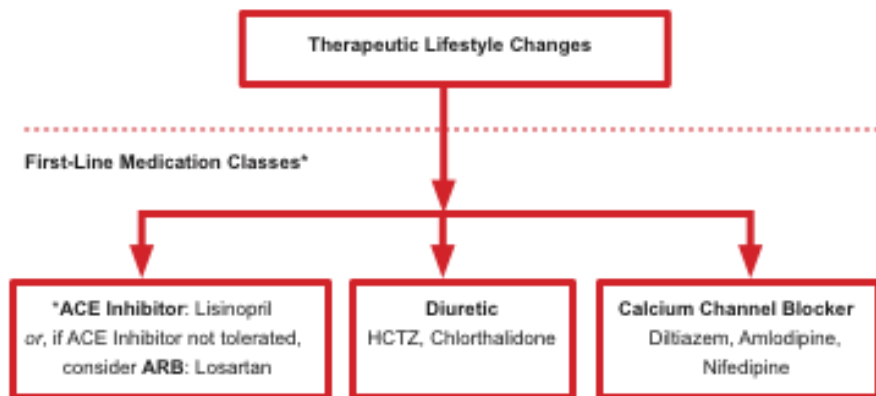 Therapeutic Lifestyle Changes
First-Line Medication Classes*
*ACE Inhibitor: Lisinopril
or, if ACE Inhibitor not tolerated,
consider ARB: Losartan
Diuretic
HCTZ, Chlorthalidone
Calcium Channel Blocker
Diltiazem, Amlodipine,
Nifedipine